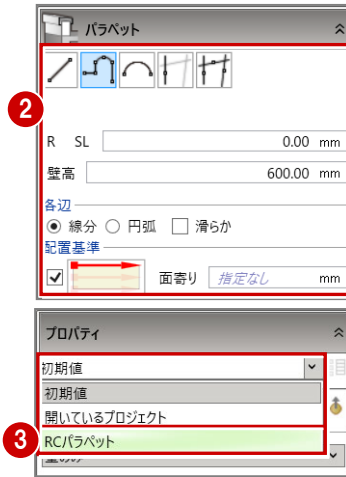 パラペット
2
R SL 0.00 mm
壁高 600.00 mm
各辺
線分 円弧 滑らか
配置基準
面寄り 指定なし mm
プロパティ
初期値
初期値
開いているプロジェクト
3
RCパラペット